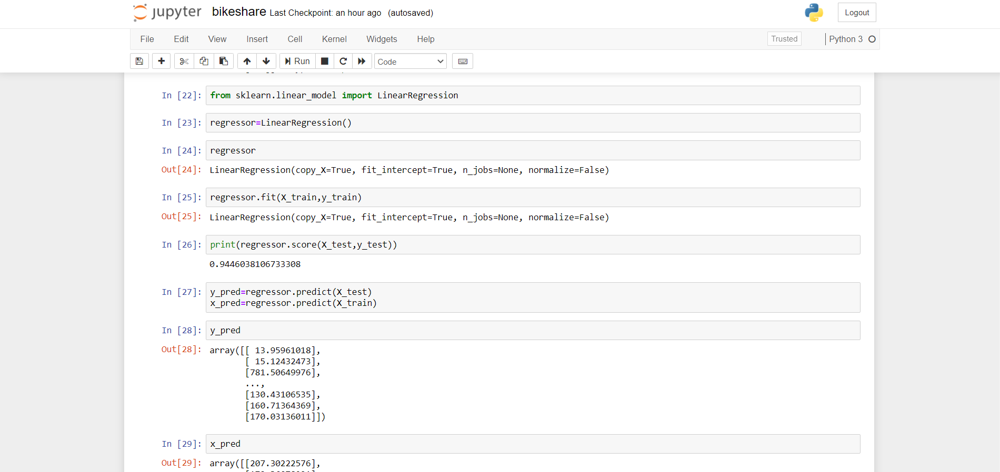 jupyter bikeshare Last Checkpoint: an hour ago (autosaved) Logout
File Edit View Insert Cell Kernel Widgets Help Trusted Python 3
Run Code
In [22]: from sklearn.linear_model import LinearRegression
In [23]: regressor=LinearRegression()
In [24]: regressor
Out[24]: LinearRegression(copy_X=True, fit_intercept=True, n_jobs=None, normalize=False)
In [25]: regressor.fit(X_train,y_train)
Out[25]: LinearRegression(copy_X=True, fit_intercept=True, n_jobs=None, normalize=False)
In [26]: print(regressor.score(X_test,y_test))
0.9446038106733308
In [27]: y_pred=regressor.predict(X_test)
x_pred=regressor.predict(X_train)
In [28]: y_pred
Out[28]: array([[ 13.95961018],
[ 15.12432473],
[781.50649976],
...,
[130.43106535],
[160.71364369],
[170.03136011]])
In [29]: x_pred
Out[29]: array([[207.30222576],